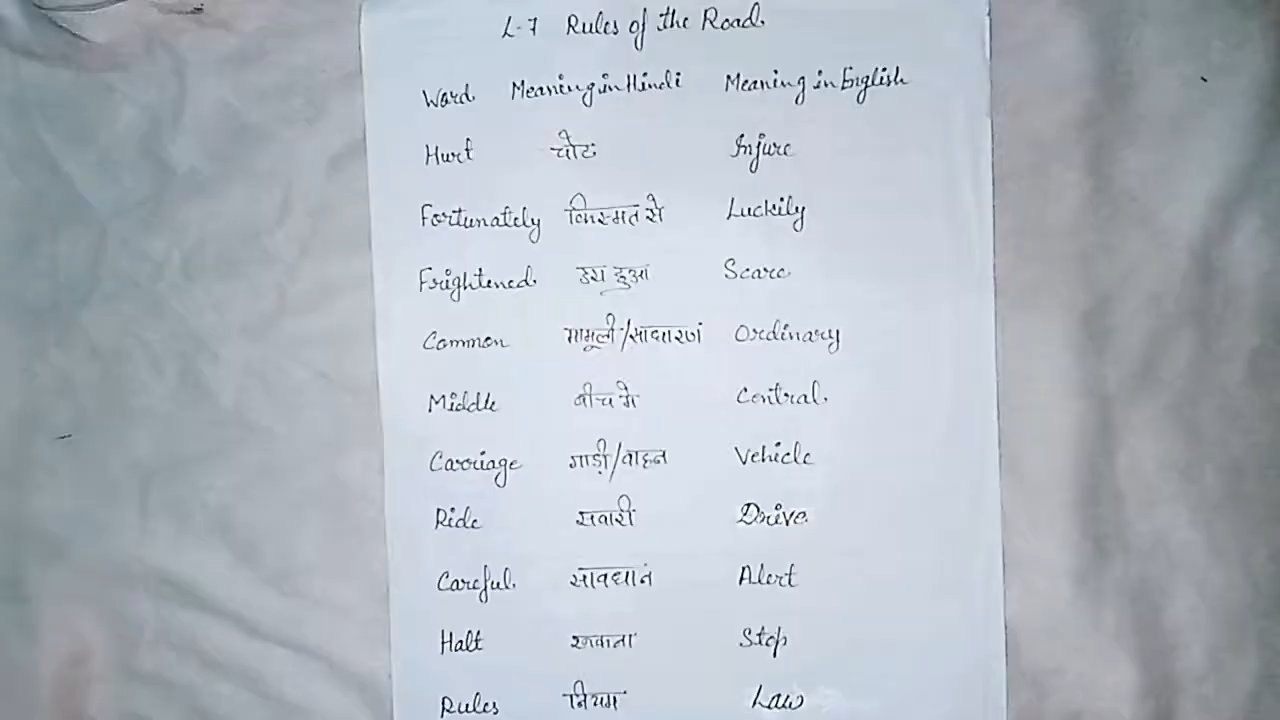 L-7 Rules of the Road.
Word Meaning in Hindi Meaning in English
Hurt चोट Injure
Fortunately किस्मत से Luckily
Frightened डरा हुआ Scare
Common मामूली/साधारण Ordinary
Middle बीच मे Central.
Carriage गाड़ी/वाहन Vehicle
Ride सवारी Drive
Careful सावधान Alert
Halt Stop
Rules नियम Law